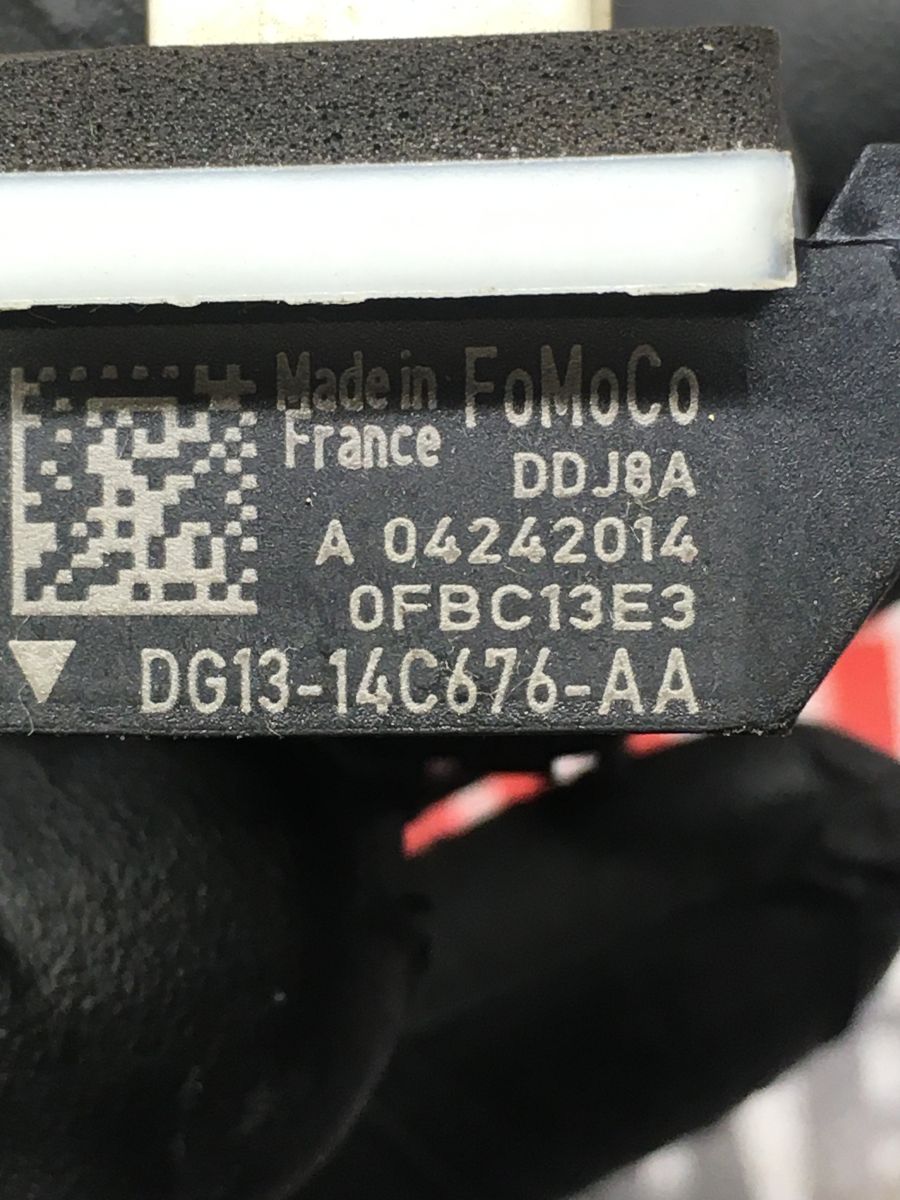 Made in FoMoCo
France
DDJ8A
A 04242014
0FBC13E3
DG13-14C676-AA